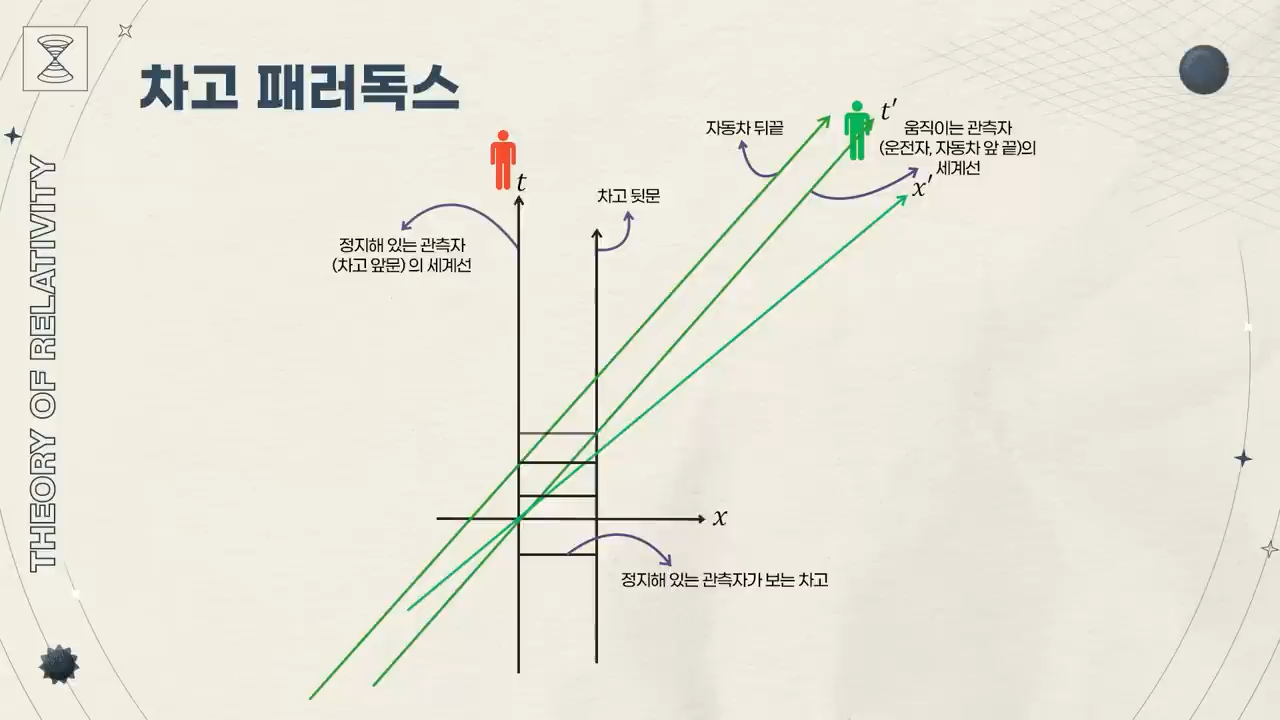 차고 패러독스
THEORY OF RELATIVITY
t
정지해 있는 관측자
(차고 앞문) 의 세계선
차고 뒷문
자동차 뒤끝
t′
움직이는 관측자
(운전자, 자동차 앞 끝)의
세계선
x′
x
정지해 있는 관측자가 보는 차고